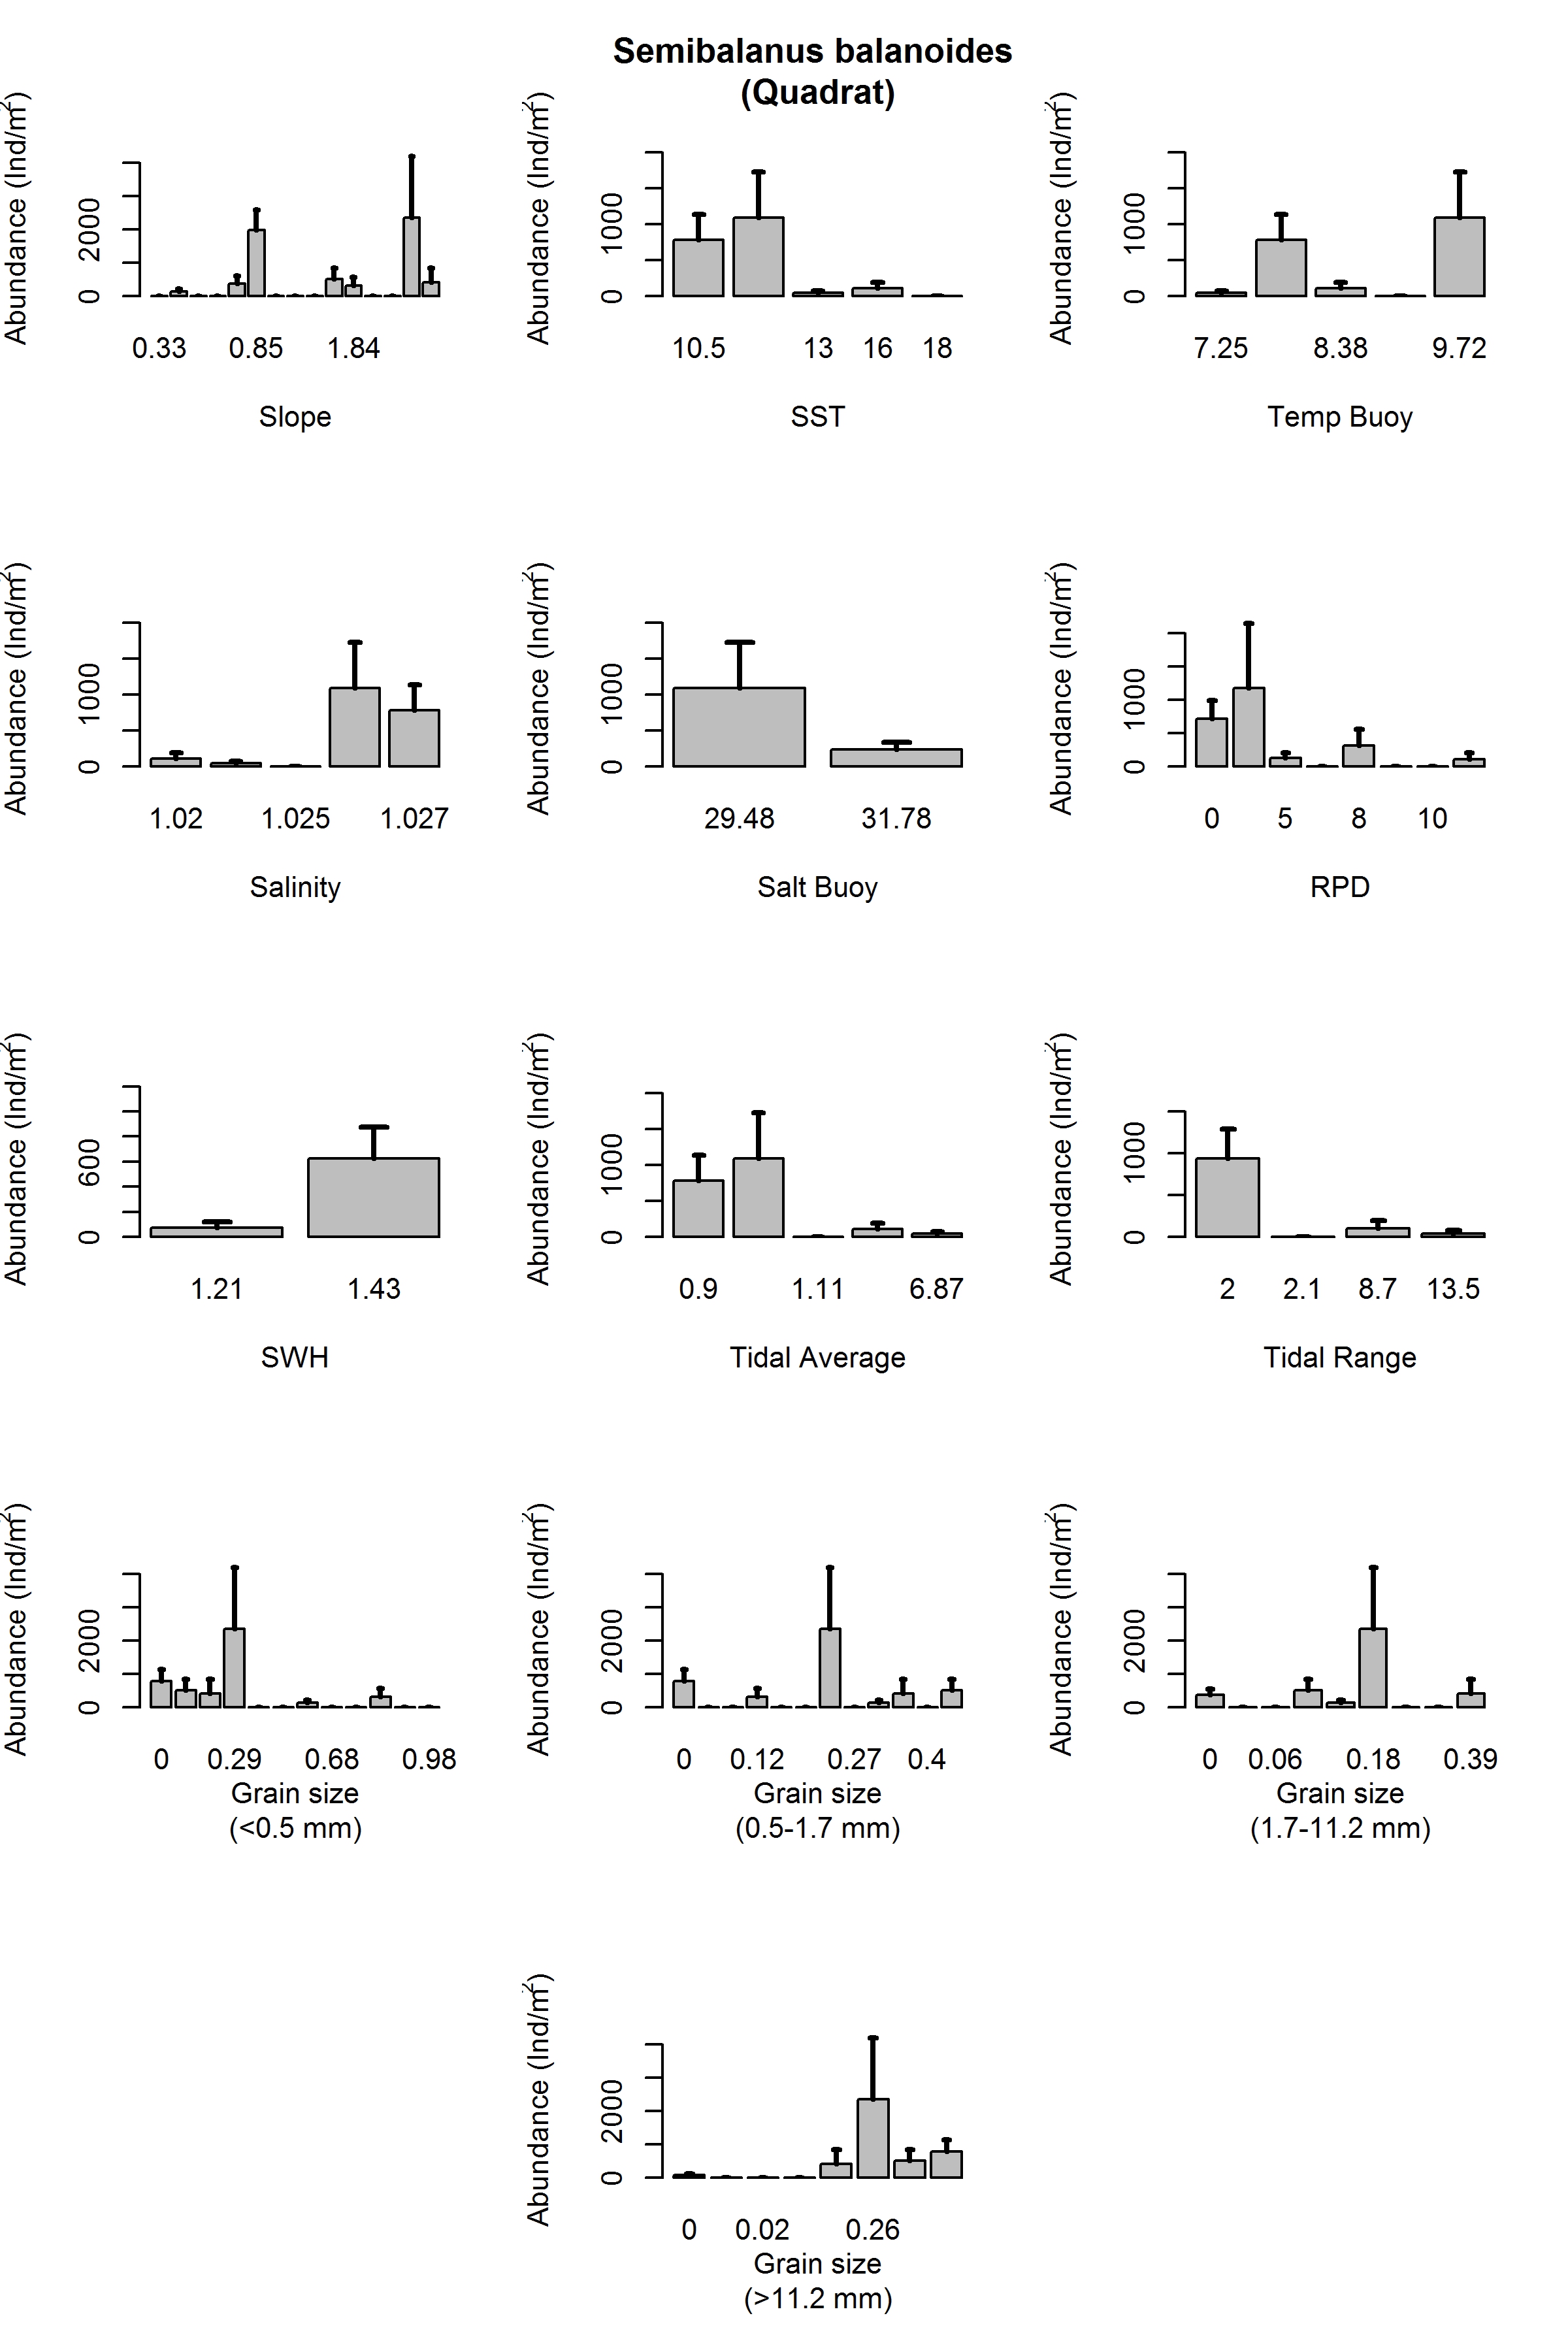 Semibalanus balanoides
(Quadrat)
Abundance (Ind/m²)
0 2000
0.33 0.85 1.84
Slope
Abundance (Ind/m²)
0 1000
10.5 13 16 18
SST
Abundance (Ind/m²)
0 1000
7.25 8.38 9.72
Temp Buoy
Abundance (Ind/m²)
0 1000
1.02 1.025 1.027
Salinity
Abundance (Ind/m²)
0 1000
29.48 31.78
Salt Buoy
Abundance (Ind/m²)
0 1000
0 5 8 10
RPD
Abundance (Ind/m²)
0 600
1.21 1.43
SWH
Abundance (Ind/m²)
0 1000
0.9 1.11 6.87
Tidal Average
Abundance (Ind/m²)
0 1000
2 2.1 8.7 13.5
Tidal Range
Abundance (Ind/m²)
0 2000
0 0.29 0.68 0.98
Grain size
(<0.5 mm)
Abundance (Ind/m²)
0 2000
0 0.12 0.27 0.4
Grain size
(0.5-1.7 mm)
Abundance (Ind/m²)
0 2000
0 0.06 0.18 0.39
Grain size
(1.7-11.2 mm)
Abundance (Ind/m²)
0 2000
0 0.02 0.26
Grain size
(>11.2 mm)